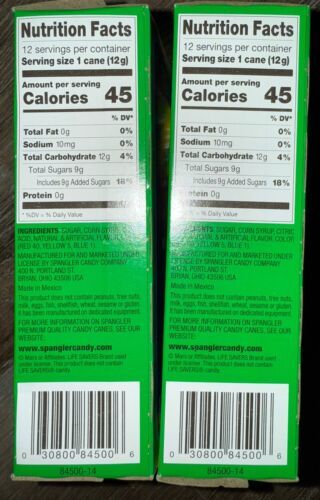 Nutrition Facts
12 servings per container
Serving size 1 cane (12g)
Amount per serving
Calories 45
% DV*
Total Fat 0g 0%
Sodium 10mg 0%
Total Carbohydrate 12g 4%
Total Sugars 9g
Includes 9g Added Sugars 18%
Protein 0g
* %DV = % Daily Value
INGREDIENTS: SUGAR, CORN SYRUP, CITRIC
ACID, NATURAL & ARTIFICIAL FLAVOR,
(RED 40, YELLOW 5, BLUE 1).
MANUFACTURED FOR AND MARKETED UNDER
LICENSE BY SPANGLER CANDY COMPANY
400 N. PORTLAND ST.
BRYAN, OHIO 43506 USA
Made in Mexico
This product does not contain peanuts, tree nuts,
milk, eggs, fish, shellfish, wheat, sesame or gluten.
It has been manufactured on dedicated equipment.
FOR MORE INFORMATION ON SPANGLER
PREMIUM QUALITY CANDY CANES, SEE OUR
WEBSITE:
www.spanglercandy.com
© Mars or Affiliates. LIFE SAVERS Brand used
under license. This product does not contain
LIFE SAVERS® candy.
0 30800 84500 6
84500-14
Nutrition Facts
12 servings per container
Serving size 1 cane (12g)
Amount per serving
Calories 45
% DV*
Total Fat 0g 0%
Sodium 10mg 0%
Total Carbohydrate 12g 4%
Total Sugars 9g
Includes 9g Added Sugars 18%
Protein 0g
* %DV = % Daily Value
SUGAR, CORN SYRUP, CITRIC
ACID, NATURAL & ARTIFICIAL FLAVOR, COLOR
(RED 40, YELLOW 5, BLUE 1).
MANUFACTURED FOR AND MARKETED UNDER
LICENSE BY SPANGLER CANDY COMPANY
400 N. PORTLAND ST.
BRYAN, OHIO 43506 USA
Made in Mexico
This product does not contain peanuts, tree nuts,
milk, eggs, fish, shellfish, wheat, sesame or gluten.
It has been manufactured on dedicated equipment.
FOR MORE INFORMATION ON SPANGLER
PREMIUM QUALITY CANDY CANES, SEE OUR
WEBSITE:
www.spanglercandy.com
© Mars or Affiliates. LIFE SAVERS Brand used
under license. This product does not contain
LIFE SAVERS® candy.
0 30800 84500 6
84500-14